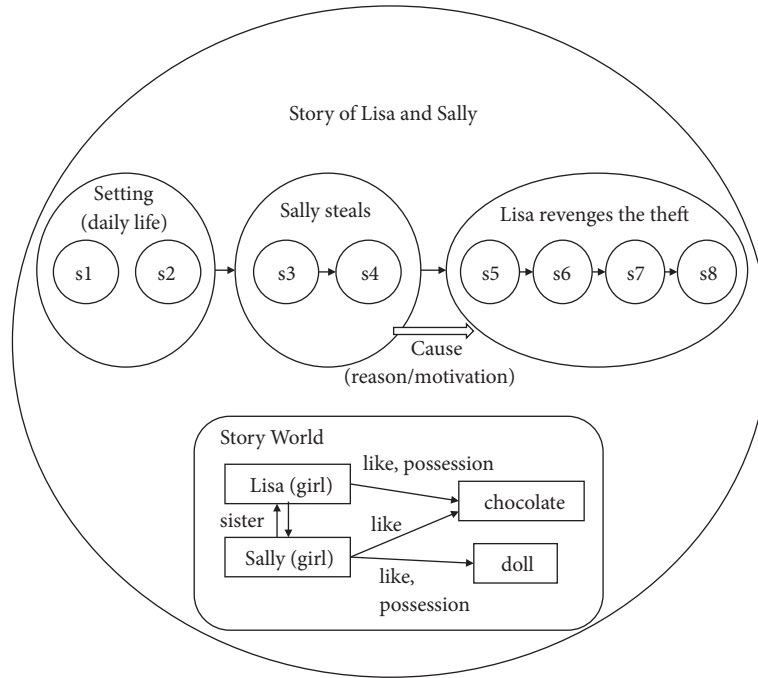 Story of Lisa and Sally
Setting
(daily life)
s1
s2
Sally steals
s3
s4
Lisa revenges the theft
s5
s6
s7
s8
Cause
(reason/motivation)
Story World
Lisa (girl)
like, possession
chocolate
sister
like
Sally (girl)
doll
like,
possession